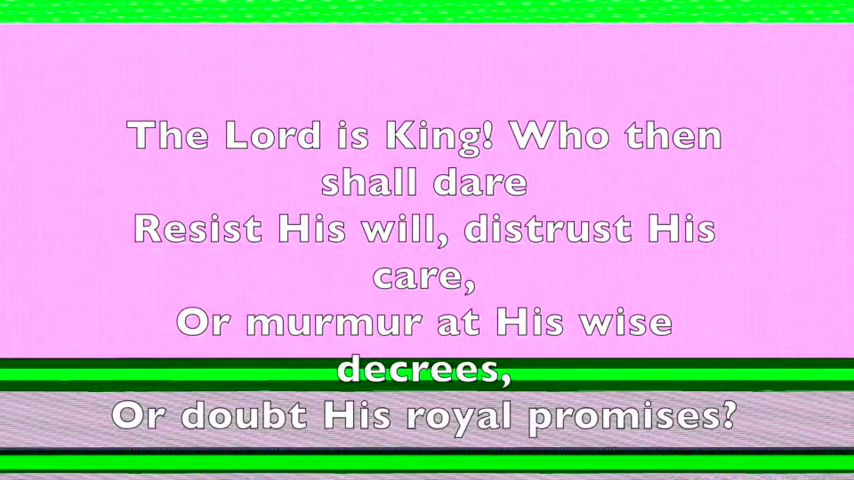 The Lord is King! Who then
shall dare
Resist His will, distrust His
care,
Or murmur at His wise
decrees,
Or doubt His royal promises?